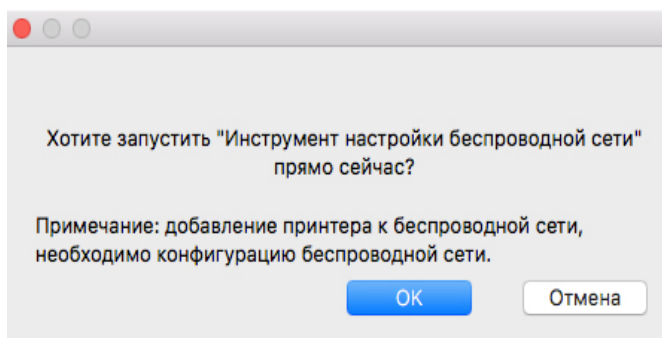 Хотите запустить "Инструмент настройки беспроводной сети"
прямо сейчас?
Примечание: добавление принтера к беспроводной сети,
необходимо конфигурацию беспроводной сети.
OK
Отмена